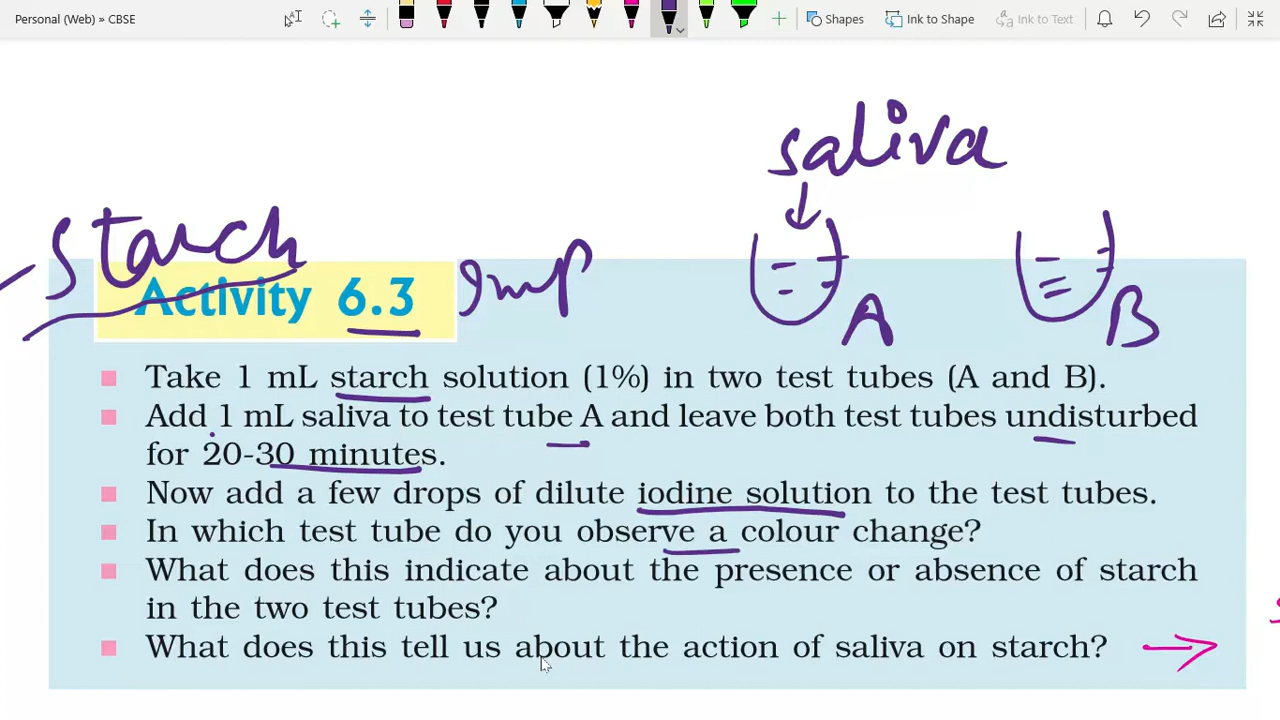 Personal (Web) » CBSE
Shapes
Ink to Shape
Ink to Text
saliva
starch
Activity 6.3
imp
A
B
Take 1 mL starch solution (1%) in two test tubes (A and B).
Add 1 mL saliva to test tube A and leave both test tubes undisturbed
for 20-30 minutes.
Now add a few drops of dilute iodine solution to the test tubes.
In which test tube do you observe a colour change?
What does this indicate about the presence or absence of starch
in the two test tubes?
What does this tell us about the action of saliva on starch?